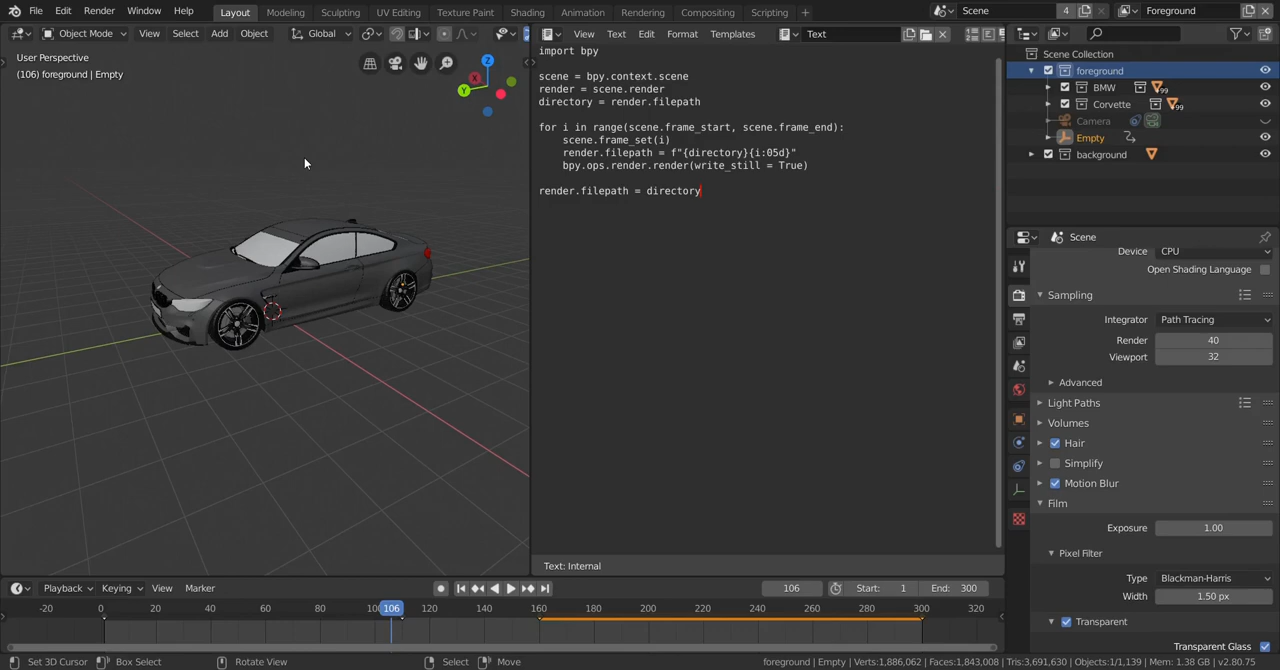 File Edit Render Window Help Layout Modeling Sculpting UV Editing Texture Paint Shading Animation Rendering Compositing Scripting + Scene 4 Foreground
Object Mode View Select Add Object Global View Text Edit Format Templates Text
User Perspective
(106) foreground | Empty
X
Y
Z
import bpy
scene = bpy.context.scene
render = scene.render
directory = render.filepath
for i in range(scene.frame_start, scene.frame_end):
scene.frame_set(i)
render.filepath = f"{directory}{i:05d}"
bpy.ops.render.render(write_still = True)
render.filepath = directory
Text: Internal
Scene Collection
foreground
BMW 99
Corvette 99
Camera
Empty
background
Scene
Device CPU
Open Shading Language
Sampling
Integrator Path Tracing
Render 40
Viewport 32
Advanced
Light Paths
Volumes
Hair
Simplify
Motion Blur
Film
Exposure 1.00
Pixel Filter
Type Blackman-Harris
Width 1.50 px
Transparent
Transparent Glass
Playback Keying View Marker 106 Start: 1 End: 300
-20 0 20 40 60 80 100 106 120 140 160 180 200 220 240 260 280 300 320
Set 3D Cursor Box Select Rotate View Select Move foreground | Empty | Verts:1,886,062 | Faces:1,843,008 | Tris:3,691,630 | Objects:1/1,139 | Mem: 1.38 GB | v2.80.75